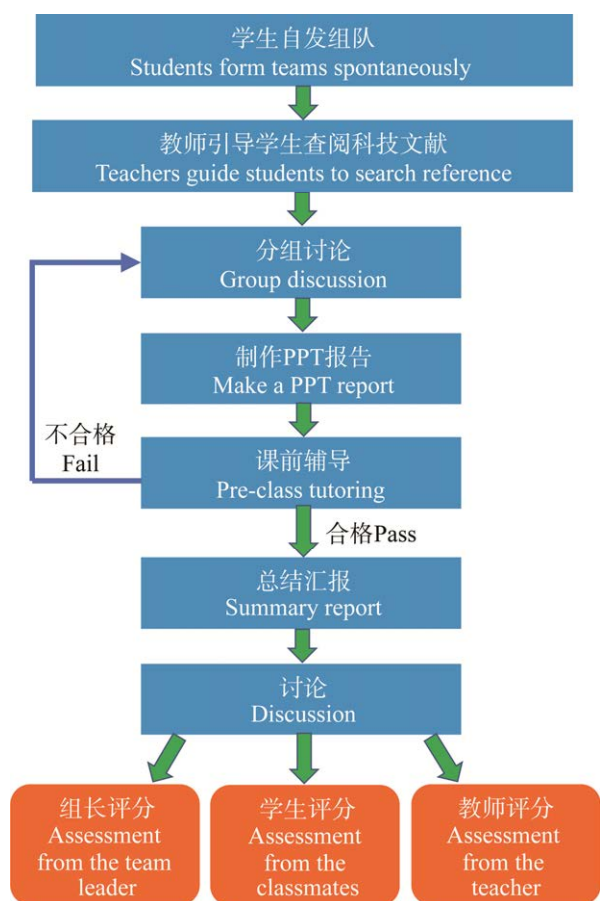 学生自发组队
Students form teams spontaneously
教师引导学生查阅科技文献
Teachers guide students to search reference
分组讨论
Group discussion
制作PPT报告
Make a PPT report
不合格
Fail
课前辅导
Pre-class tutoring
合格Pass
总结汇报
Summary report
讨论
Discussion
组长评分
Assessment
from the team
leader
学生评分
Assessment
from the
classmates
教师评分
Assessment
from the
teacher